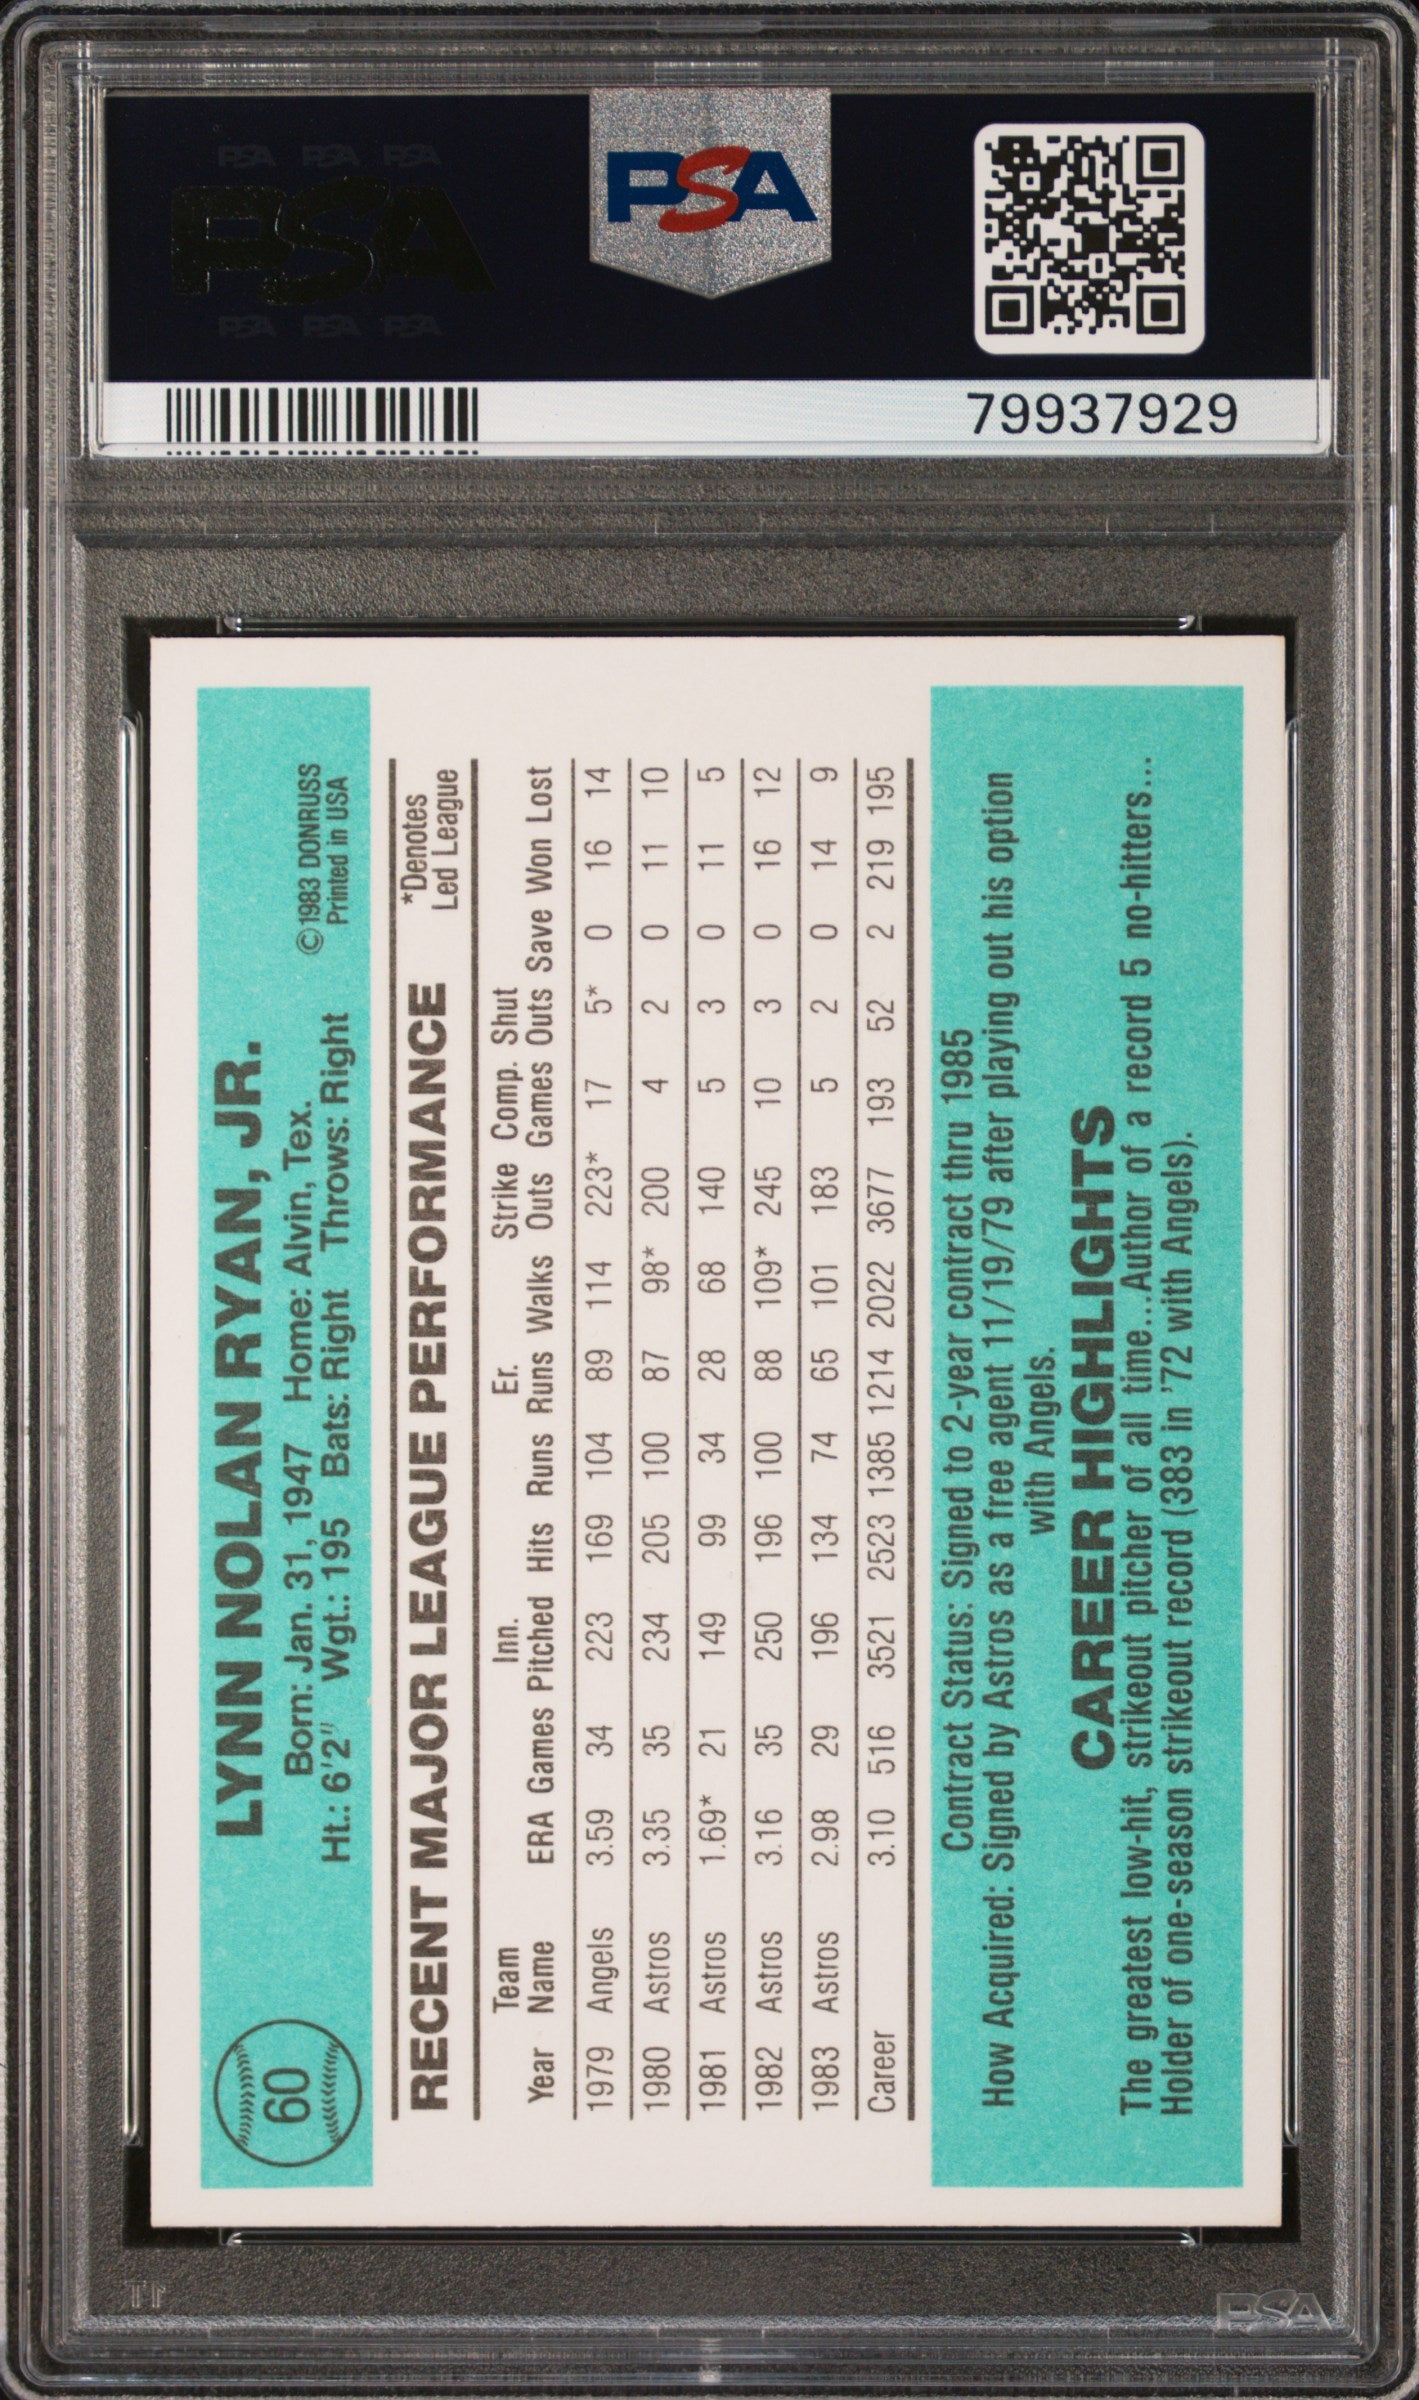 PSA PSA PSA
PSA
PSA PSA PSA
PSA
79937929
60
LYNN NOLAN RYAN, JR.
Born: Jan. 31, 1947 Home: Alvin, Tex.
Ht.: 6'2" Wgt.: 195 Bats: Right Throws: Right
©1983 DONRUSS
Printed in USA
RECENT MAJOR LEAGUE PERFORMANCE
*Denotes
Led League
Team Inn. Er. Strike Comp. Shut
Year Name ERA Games Pitched Hits Runs Runs Walks Outs Games Outs Save Won Lost
1979 Angels 3.59 34 223 169 104 89 114 223* 17 5* 0 16 14
1980 Astros 3.35 35 234 205 100 87 98* 200 4 2 0 11 10
1981 Astros 1.69* 21 149 99 34 28 68 140 5 3 0 11 5
1982 Astros 3.16 35 250 196 100 88 109* 245 10 3 0 16 12
1983 Astros 2.98 29 196 134 74 65 101 183 5 2 0 14 9
Career 3.10 516 3521 2523 1385 1214 2022 3677 193 52 2 219 195
Contract Status: Signed to 2-year contract thru 1985
How Acquired: Signed by Astros as a free agent 11/19/79 after playing out his option
with Angels.
CAREER HIGHLIGHTS
The greatest low-hit, strikeout pitcher of all time...Author of a record 5 no-hitters...
Holder of one-season strikeout record (383 in '72 with Angels).
PSA